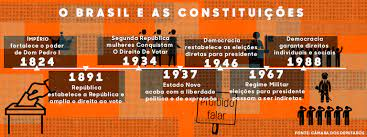 O BRASIL E AS CONSTITUIÇÕES
IMPÉRIO
fortalece o poder
de Dom Pedro I
1824
Segunda República
mulheres Conquistam
O Direito De Votar
1934
Democracia
restabelece as eleições
diretas para presidente
1946
Democracia
garante direitos
individuais e sociais
1988
1891
República
estabelece a República e
amplia o direito ao voto
1937
Estado Novo
acaba com a liberdade
política e de expressão
1967
Regime Militar
eleições presidente
passam a ser indiretas
Proibido
falar
FONTE: CÂMARA DOS DEPUTADOS